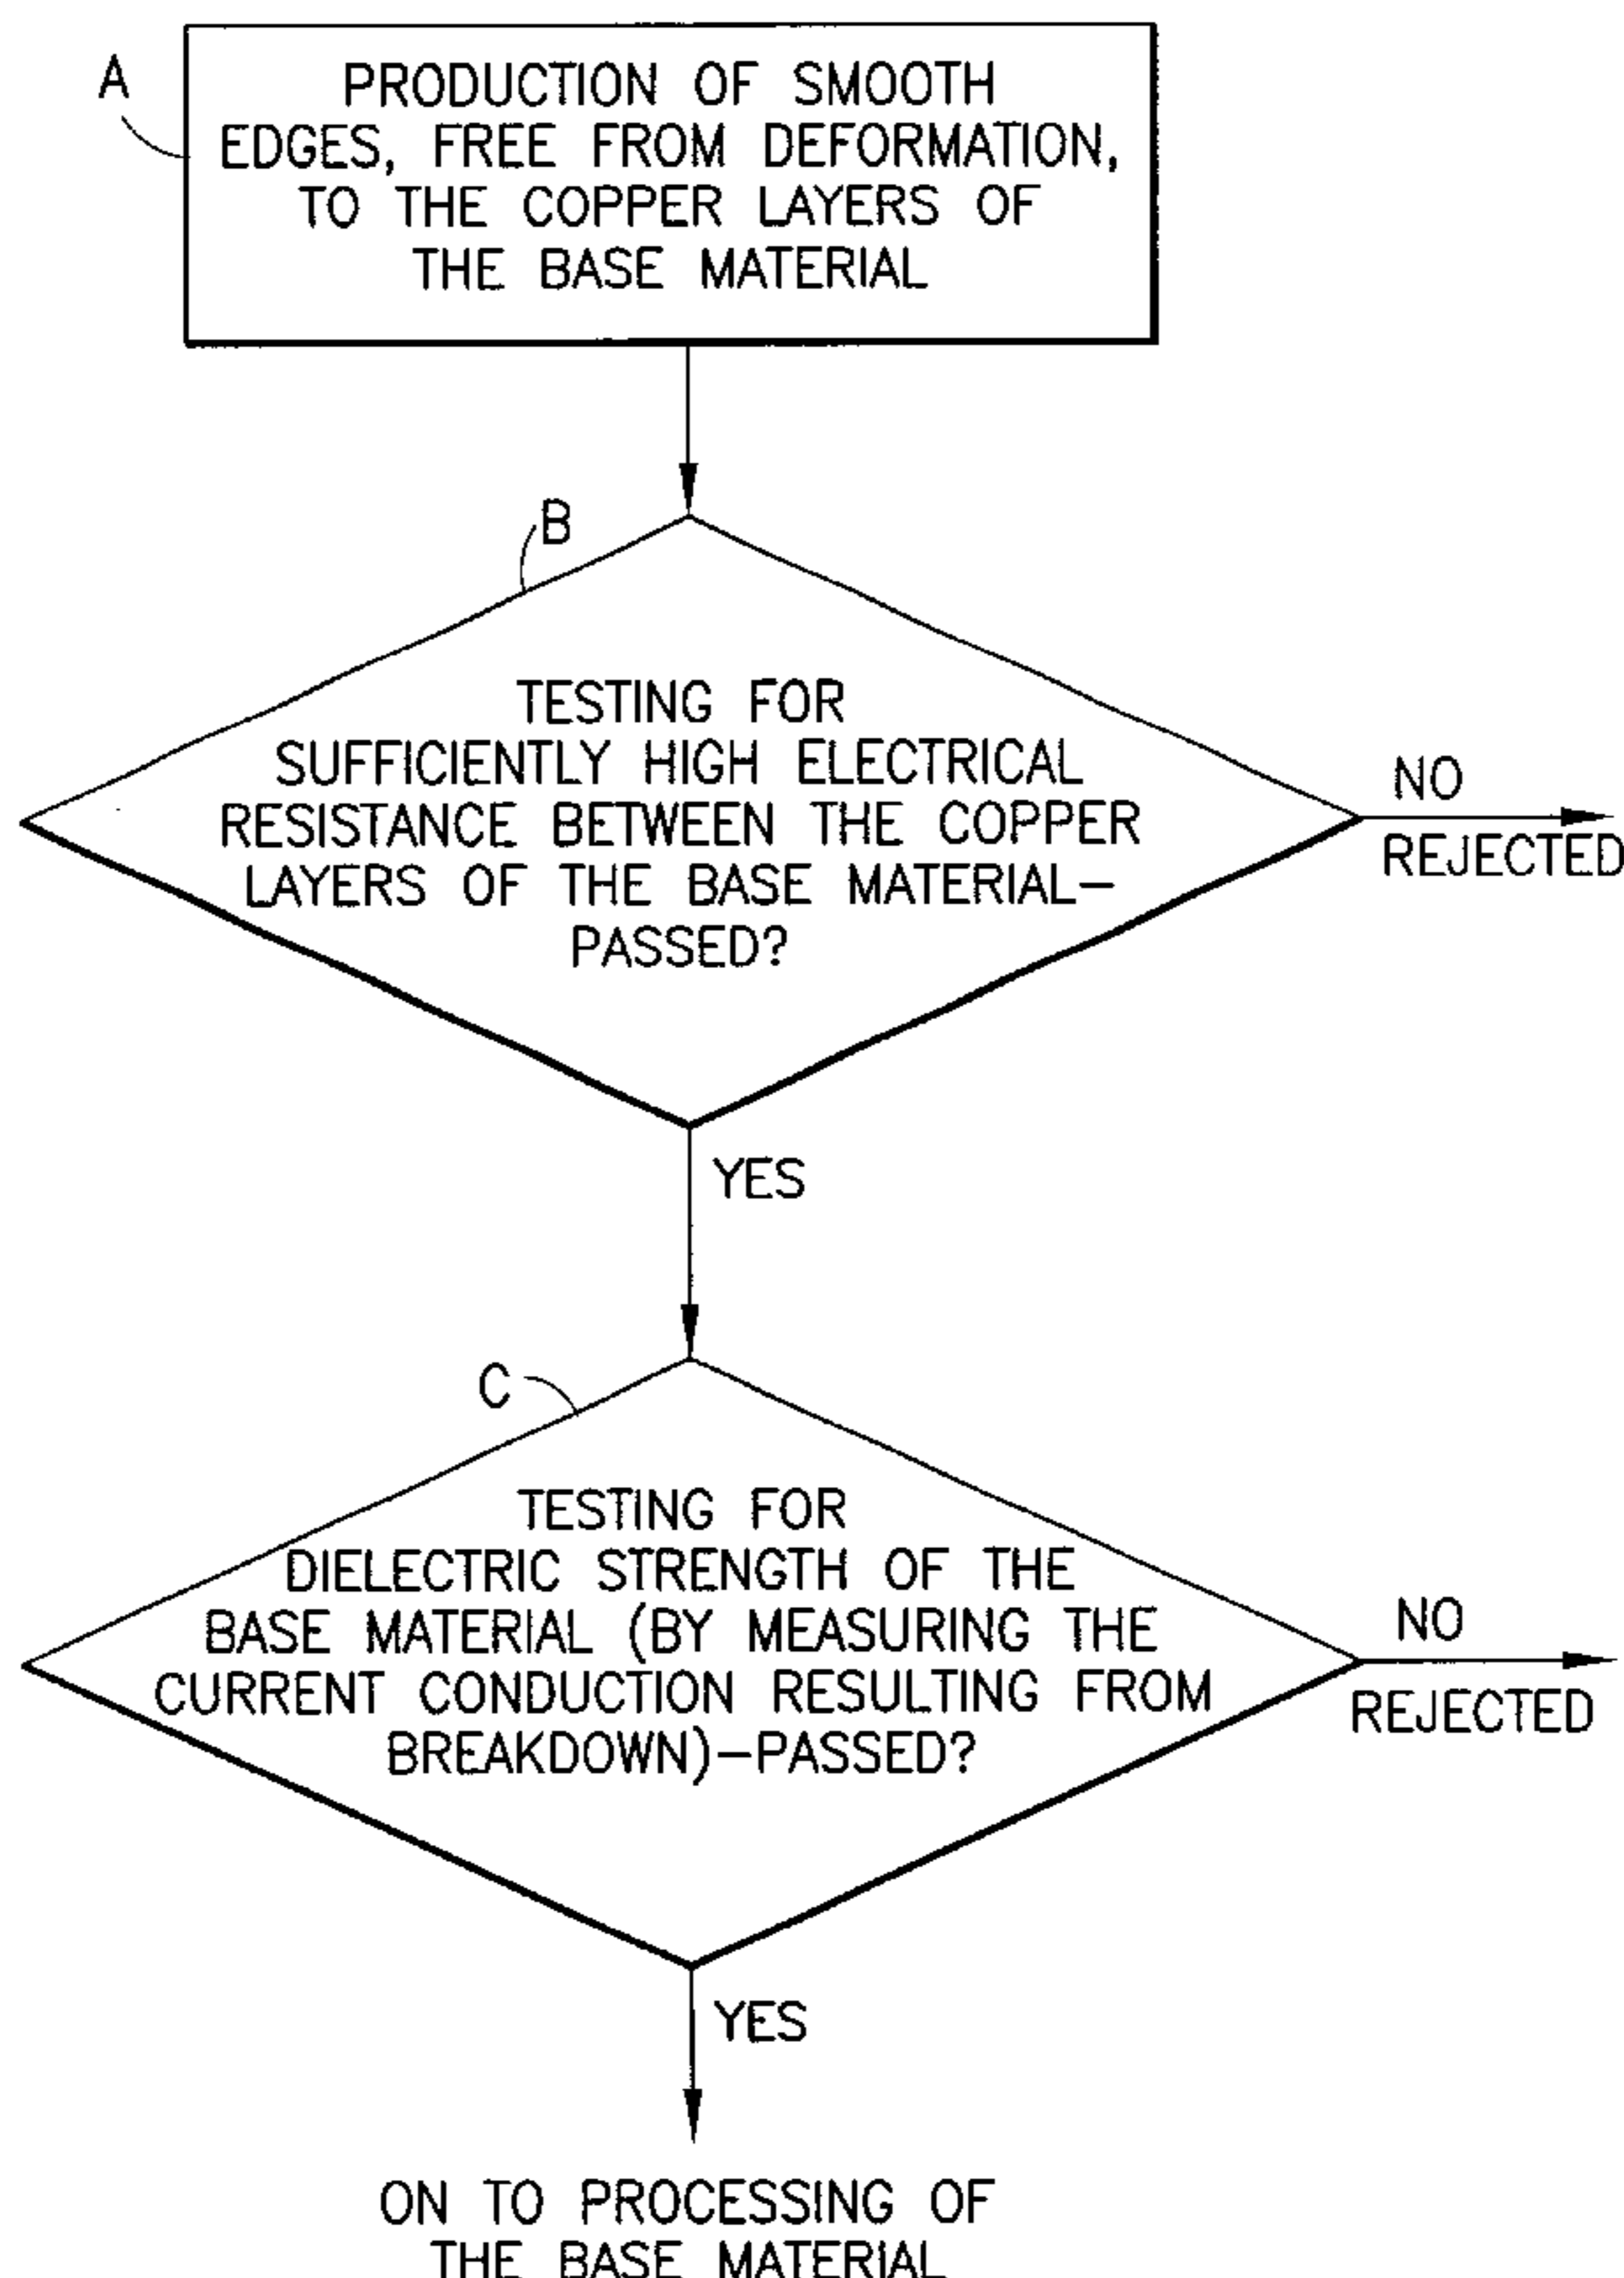 A
PRODUCTION OF SMOOTH
EDGES, FREE FROM DEFORMATION,
TO THE COPPER LAYERS OF
THE BASE MATERIAL
B
TESTING FOR
SUFFICIENTLY HIGH ELECTRICAL
RESISTANCE BETWEEN THE COPPER
LAYERS OF THE BASE MATERIAL—
PASSED?
NO
REJECTED
YES
C
TESTING FOR
DIELECTRIC STRENGTH OF THE
BASE MATERIAL (BY MEASURING THE
CURRENT CONDUCTION RESULTING FROM
BREAKDOWN)—PASSED?
NO
REJECTED
YES
ON TO PROCESSING OF
THE BASE MATERIAL